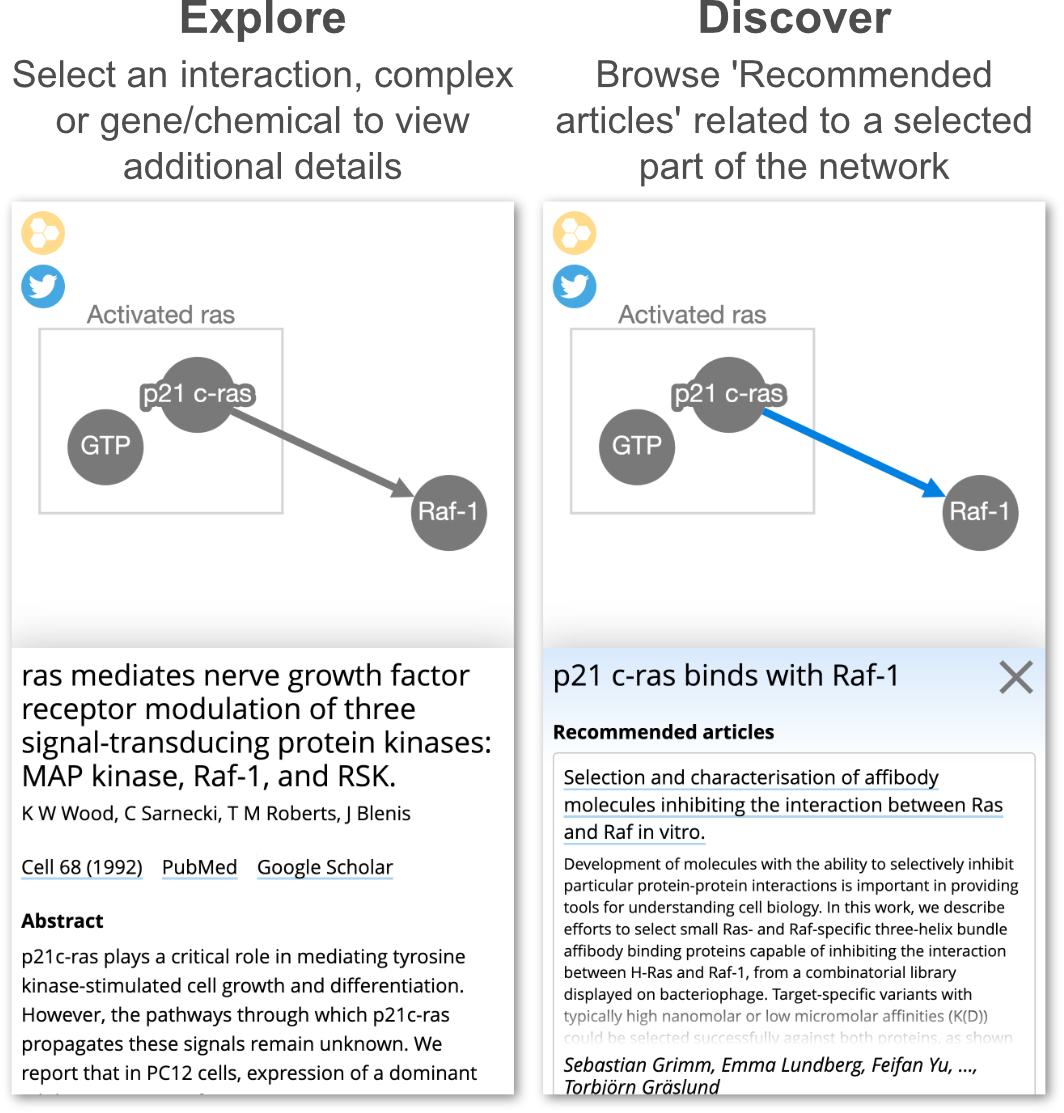 Explore
Select an interaction, complex
or gene/chemical to view
additional details
Activated ras
p21 c-ras
GTP
Raf-1
ras mediates nerve growth factor
receptor modulation of three
signal-transducing protein kinases:
MAP kinase, Raf-1, and RSK.
K W Wood, C Sarnecki, T M Roberts, J Blenis
Cell 68 (1992) PubMed Google Scholar
Abstract
p21c-ras plays a critical role in mediating tyrosine
kinase-stimulated cell growth and differentiation.
However, the pathways through which p21c-ras
propagates these signals remain unknown. We
report that in PC12 cells, expression of a dominant
Discover
Browse 'Recommended
articles' related to a selected
part of the network
Activated ras
p21 c-ras
GTP
Raf-1
p21 c-ras binds with Raf-1
Recommended articles
Selection and characterisation of affibody
molecules inhibiting the interaction between Ras
and Raf in vitro.
Development of molecules with the ability to selectively inhibit
particular protein-protein interactions is important in providing
tools for understanding cell biology. In this work, we describe
efforts to select small Ras- and Raf-specific three-helix bundle
affibody binding proteins capable of inhibiting the interaction
between H-Ras and Raf-1, from a combinatorial library
displayed on bacteriophage. Target-specific variants with
typically high nanomolar or low micromolar affinities (K(D))
could be selected successfully against both proteins, as shown
Sebastian Grimm, Emma Lundberg, Feifan Yu, ...,
Torbjörn Gräslund